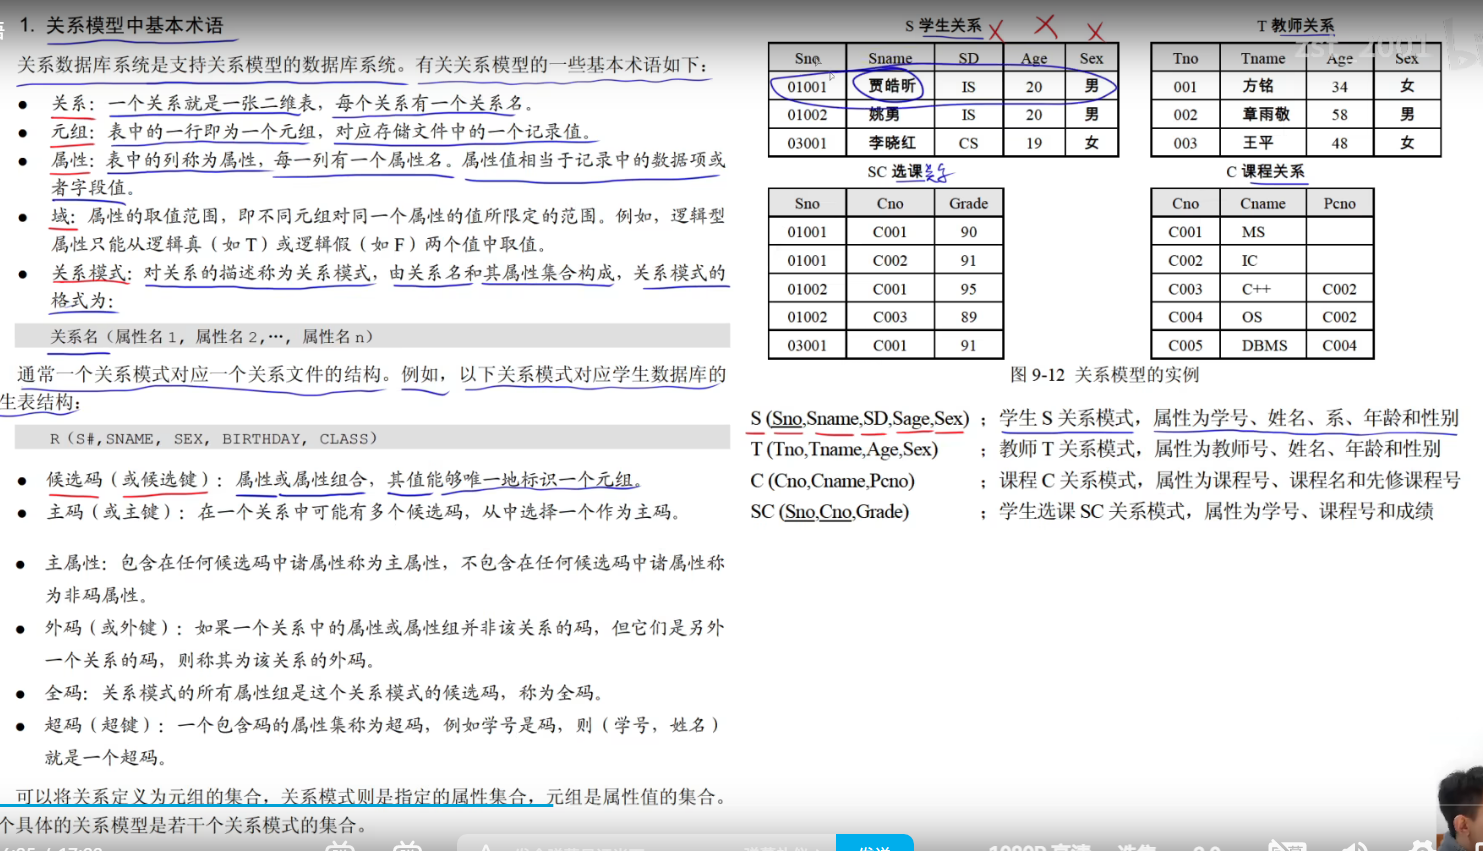 1. 关系模型中基本术语
关系数据库系统是支持关系模型的数据库系统。有关关系模型的一些基本术语如下：
● 关系：一个关系就是一张二维表，每个关系有一个关系名。
● 元组：表中的一行即为一个元组，对应存储文件中的一个记录值。
● 属性：表中的列称为属性，每一列有一个属性名。属性值相当于记录中的数据项或
者字段值。
● 域：属性的取值范围，即不同元组对同一个属性的值所限定的范围。例如，逻辑型
属性只能从逻辑真（如 T）或逻辑假（如 F）两个值中取值。
● 关系模式：对关系的描述称为关系模式，由关系名和其属性集合构成，关系模式的
格式为：
关系名（属性名 1，属性名 2,…，属性名 n）
通常一个关系模式对应一个关系文件的结构。例如，以下关系模式对应学生数据库的
生表结构：
R（S#,SNAME, SEX, BIRTHDAY, CLASS）
● 候选码（或候选键）：属性或属性组合，其值能够唯一地标识一个元组。
● 主码（或主键）：在一个关系中可能有多个候选码，从中选择一个作为主码。
● 主属性：包含在任何候选码中诸属性称为主属性，不包含在任何候选码中诸属性称
为非码属性。
● 外码（或外键）：如果一个关系中的属性或属性组并非该关系的码，但它们是另外
一个关系的码，则称其为该关系的外码。
● 全码：关系模式的所有属性组是这个关系模式的候选码，称为全码。
● 超码（超键）：一个包含码的属性集称为超码，例如学号是码，则（学号，姓名）
就是一个超码。
可以将关系定义为元组的集合，关系模式则是指定的属性集合，元组是属性值的集合。
个具体的关系模型是若干个关系模式的集合。
S 学生关系
Sno Sname SD Age Sex
01001 贾皓昕 IS 20 男
01002 姚勇 IS 20 男
03001 李晓红 CS 19 女
T 教师关系
Tno Tname Age Sex
001 方铭 34 女
002 章雨敬 58 男
003 王平 48 女
SC 选课关系
Sno Cno Grade
01001 C001 90
01001 C002 91
01002 C001 95
01002 C003 89
03001 C001 91
C 课程关系
Cno Cname Pcno
C001 MS
C002 IC
C003 C++ C002
C004 OS C002
C005 DBMS C004
图 9-12 关系模型的实例
S (Sno,Sname,SD,Sage,Sex) ；学生 S 关系模式，属性为学号、姓名、系、年龄和性别
T (Tno,Tname,Age,Sex) ；教师 T 关系模式，属性为教师号、姓名、年龄和性别
C (Cno,Cname,Pcno) ；课程 C 关系模式，属性为课程号、课程名和先修课程号
SC (Sno,Cno,Grade) ；学生选课 SC 关系模式，属性为学号、课程号和成绩
zst_2001